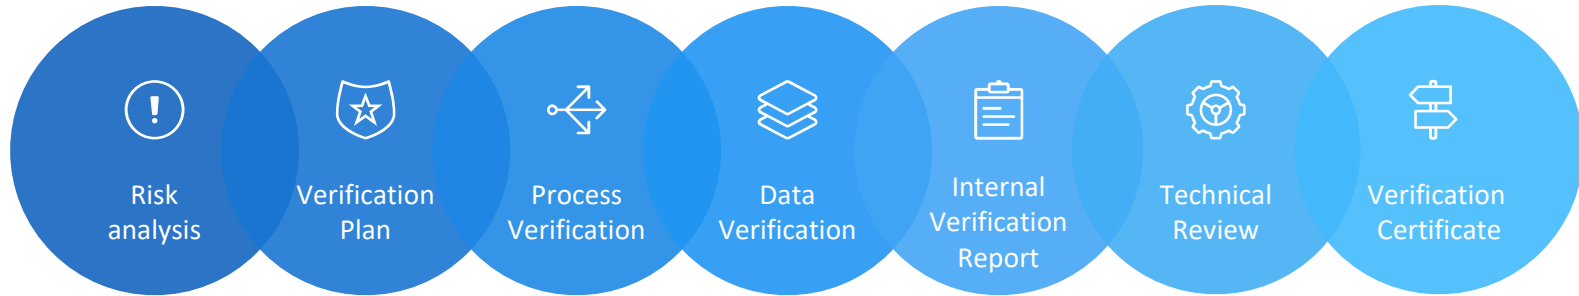 Risk
analysis
Verification
Plan
Process
Verification
Data
Verification
Internal
Verification
Report
Technical
Review
Verification
Certificate